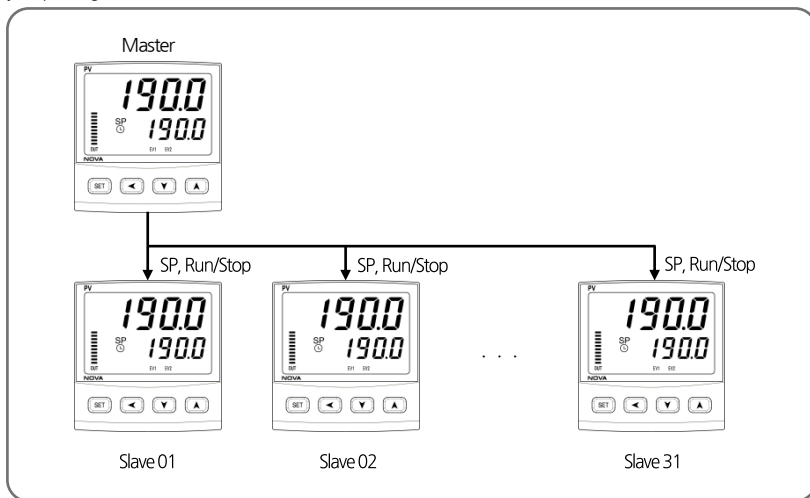 Master
PV
190.0
SP
190.0
OUT EV1 EV2
NOVA
SET
SP, Run/Stop
SP, Run/Stop
SP, Run/Stop
PV
190.0
SP
190.0
OUT EV1 EV2
NOVA
SET
PV
190.0
SP
190.0
OUT EV1 EV2
NOVA
SET
. . .
PV
190.0
SP
190.0
OUT EV1 EV2
NOVA
SET
Slave 01
Slave 02
Slave 31